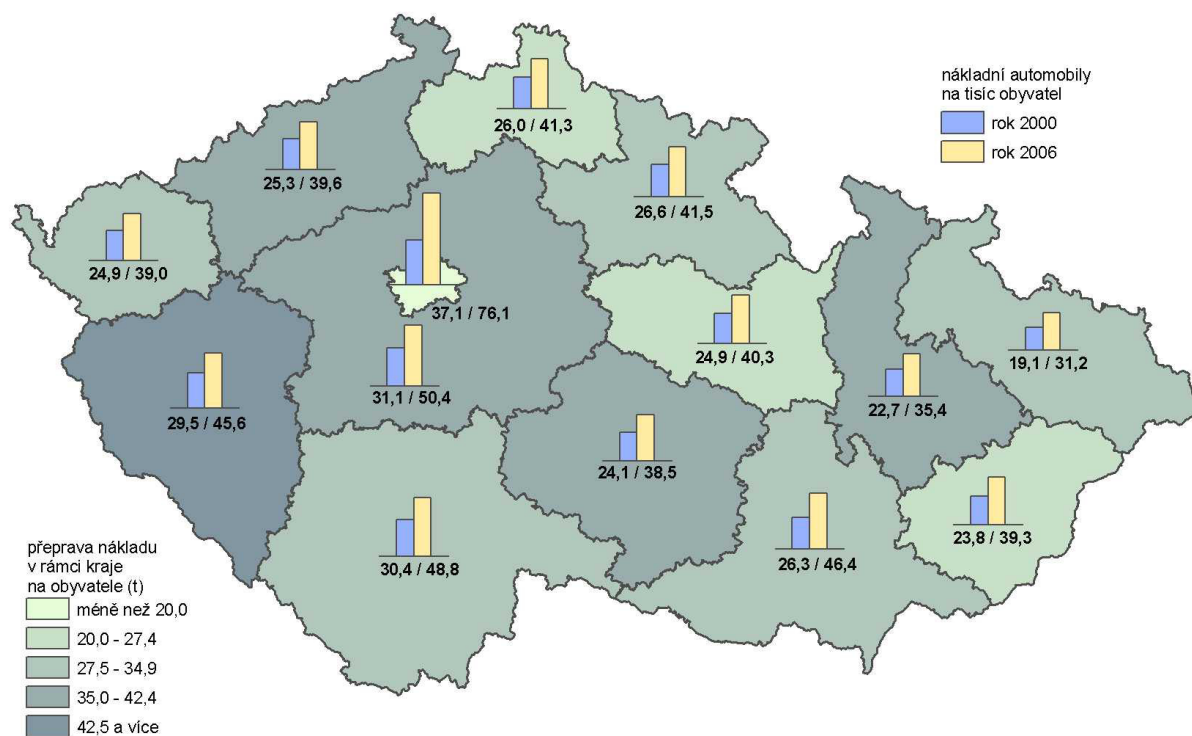 nákladní automobily
na tisíc obyvatel
rok 2000
rok 2006
26,0 / 41,3
25,3 / 39,6
26,6 / 41,5
24,9 / 39,0
37,1 / 76,1
24,9 / 40,3
19,1 / 31,2
31,1 / 50,4
22,7 / 35,4
29,5 / 45,6
24,1 / 38,5
23,8 / 39,3
30,4 / 48,8
26,3 / 46,4
přeprava nákladu
v rámci kraje
na obyvatele (t)
méně než 20,0
20,0 - 27,4
27,5 - 34,9
35,0 - 42,4
42,5 a více